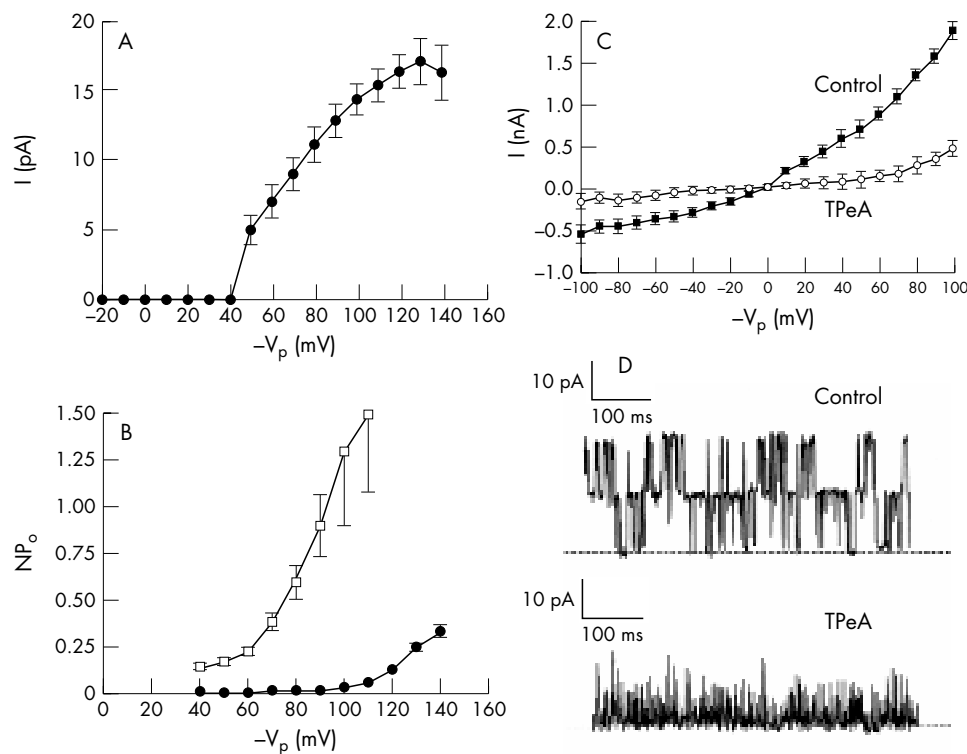 A
20
15
10
5
0
I (pA)
–20 0 20 40 60 80 100 120 140 160
–Vp (mV)
B
1.50
1.25
1.00
0.75
0.50
0.25
0
NPo
20 0 20 40 60 80 100 120 140 160
–Vp (mV)
C
2.0
1.5
1.0
0.5
0.0
–0.5
–1.0
I (nA)
Control
TPeA
–100 –80 –60 –40 –20 0 20 40 60 80 100
–Vp (mV)
D
10 pA
100 ms
Control
10 pA
100 ms
TPeA